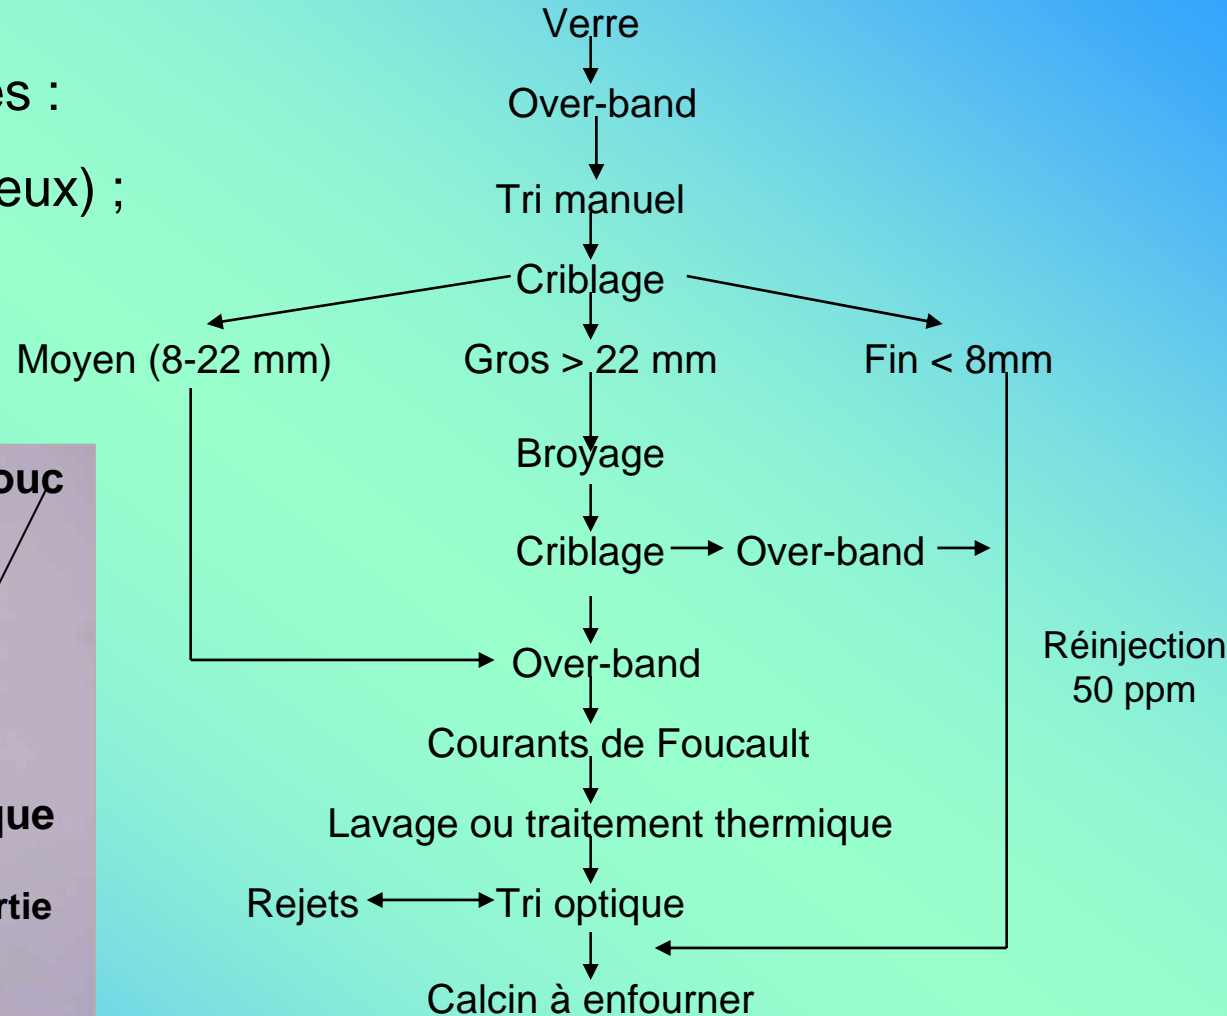 Verre
es :
Over-band
eux) ;
Tri manuel
Criblage
Moyen (8-22 mm)
Gros > 22 mm
Fin < 8mm
Broyage
ouc
Criblage
Over-band
Réinjection
50 ppm
Over-band
Courants de Foucault
que
Lavage ou traitement thermique
rtie
Rejets
Tri optique
Calcin à enfourner